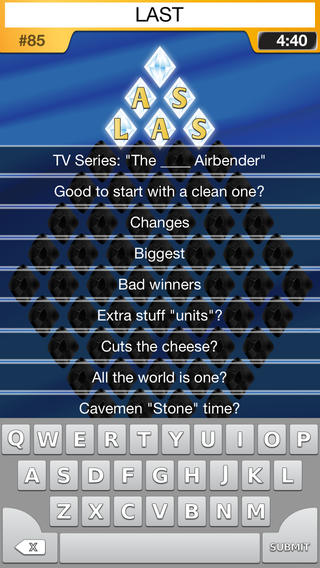 LAST
#85
4:40
A S
L A S
TV Series: "The ____ Airbender"
Good to start with a clean one?
Changes
Biggest
Bad winners
Extra stuff "units"?
Cuts the cheese?
All the world is one?
Cavemen "Stone" time?
Q W E R T Y U I O P
A S D F G H J K L
Z X C V B N M
X
SUBMIT